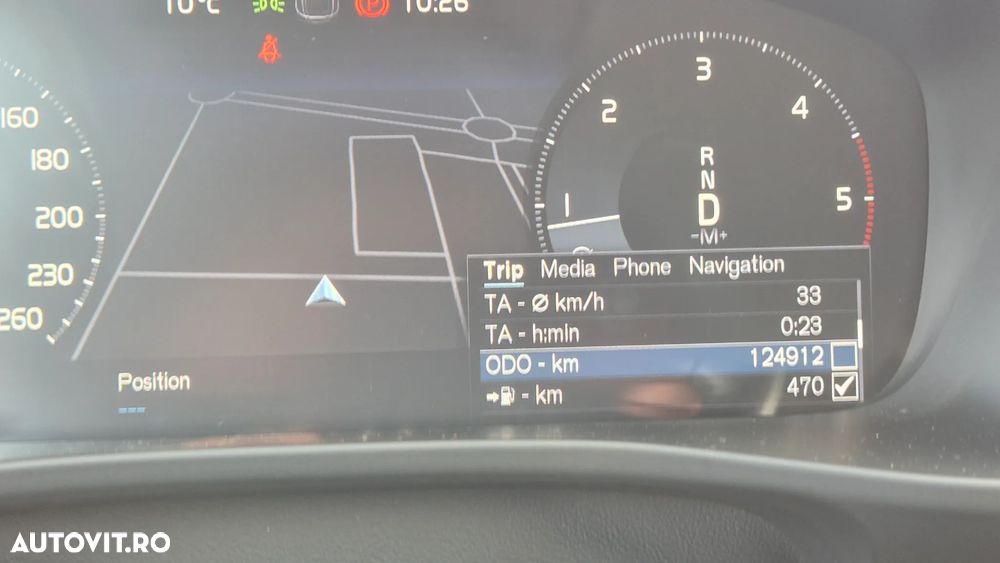 10°C
P
10:26
160
180
200
230
260
1
2
3
4
5
R
N
D
-M+
Trip Media Phone Navigation
TA - Ø km/h 33
TA - h:min 0:23
ODO - km 124912
- km 470
Position
AUTOVIT.RO